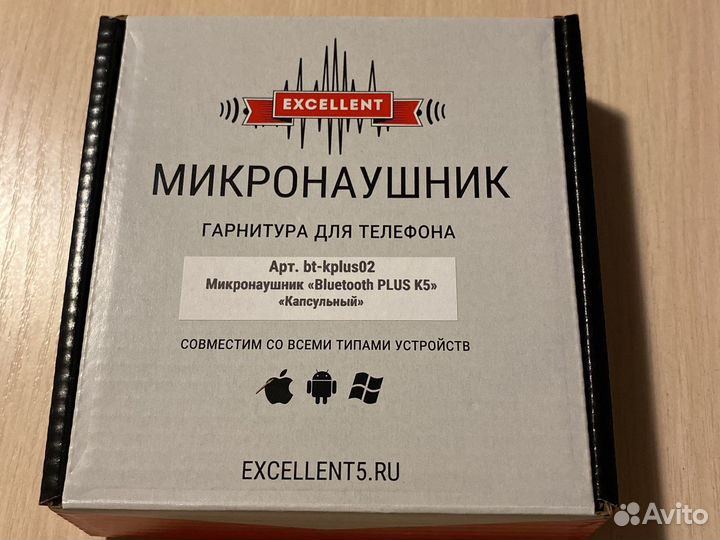 EXCELLENT
МИКРОНАУШНИК
ГАРНИТУРА ДЛЯ ТЕЛЕФОНА
Арт. bt-kplus02
Микронаушник «Bluetooth PLUS K5»
«Капсульный»
СОВМЕСТИМ СО ВСЕМИ ТИПАМИ УСТРОЙСТВ
EXCELLENT5.RU
Avito